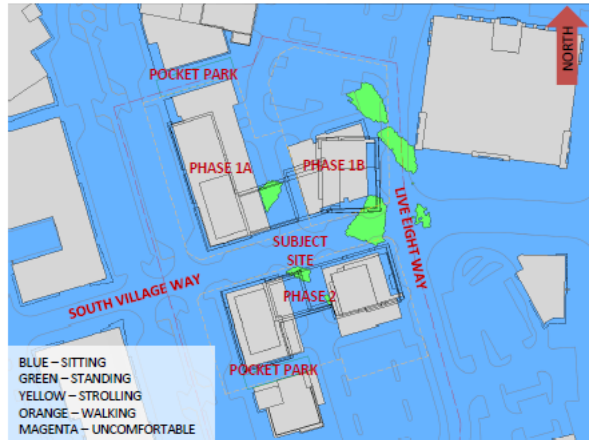 NORTH
POCKET PARK
PHASE 1A
PHASE 1B
LIVE EIGHT WAY
SUBJECT
SITE
SOUTH VILLAGE WAY
PHASE 2
POCKET PARK
BLUE – SITTING
GREEN – STANDING
YELLOW – STROLLING
ORANGE – WALKING
MAGENTA – UNCOMFORTABLE